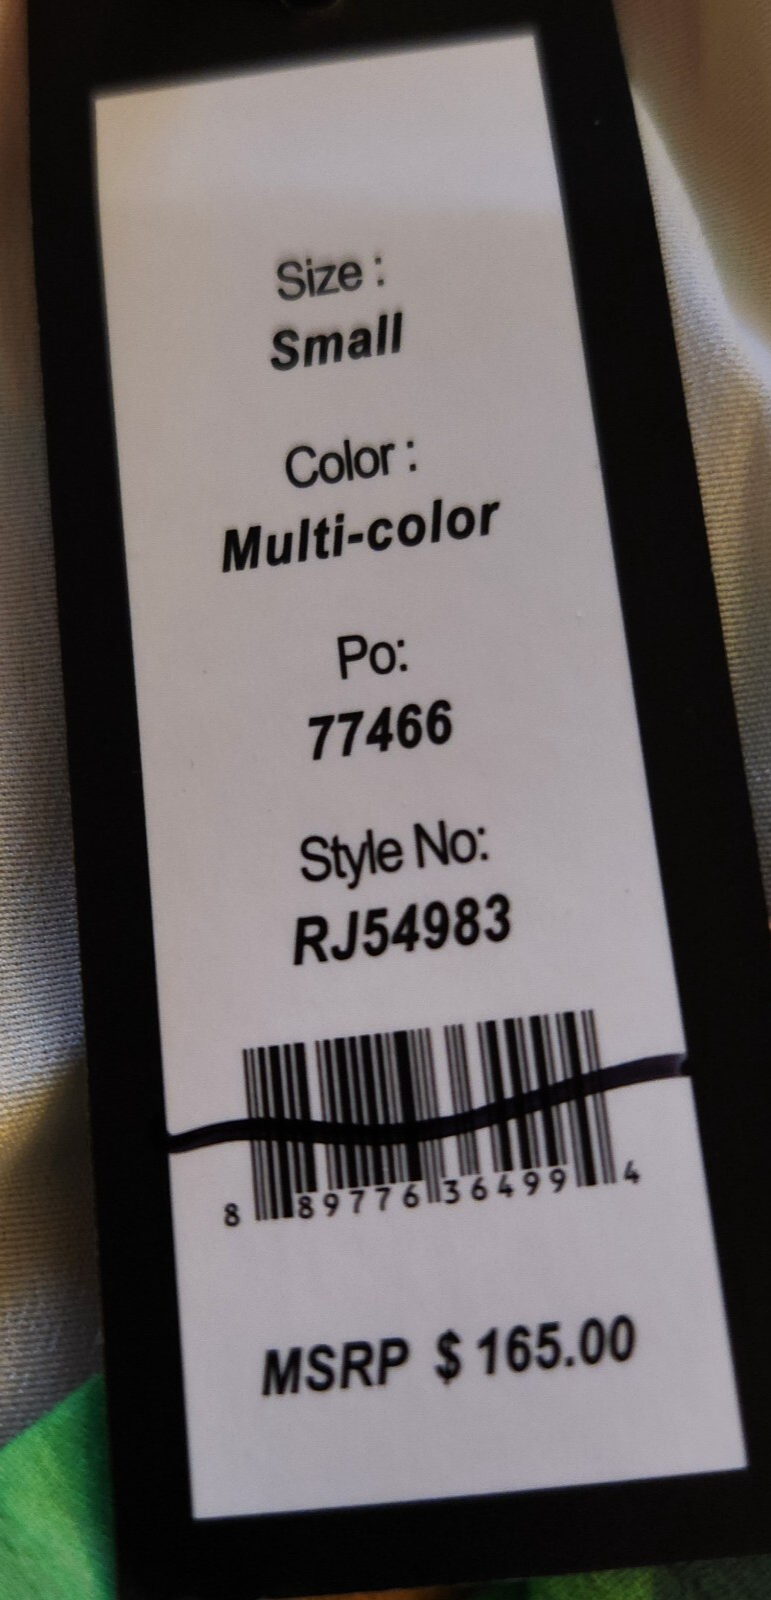 Size :
Small
Color :
Multi-color
Po:
77466
Style No:
RJ54983
8 89776 36499 4
MSRP $ 165.00